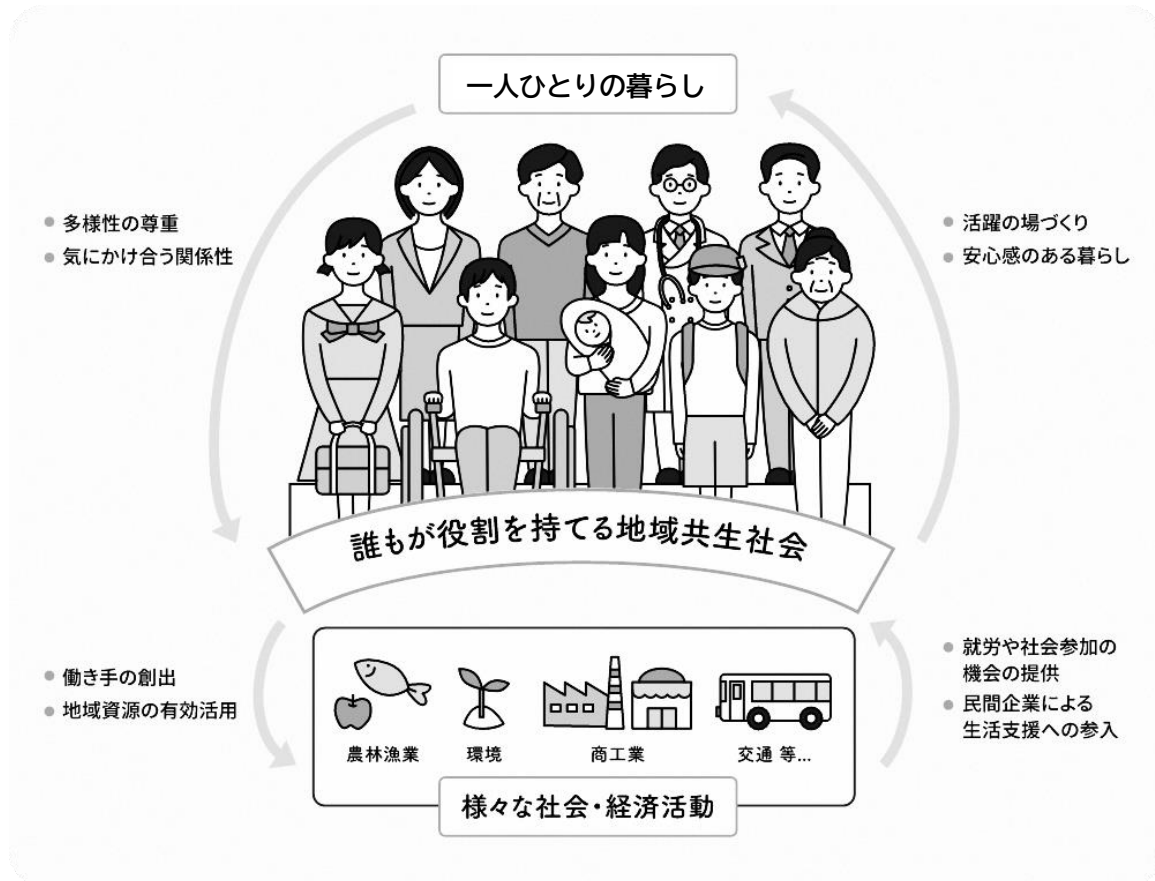 一人ひとりの暮らし
多様性の尊重
気にかけ合う関係性
活躍の場づくり
安心感のある暮らし
誰もが役割を持てる地域共生社会
働き手の創出
地域資源の有効活用
就労や社会参加の
機会の提供
民間企業による
生活支援への参入
農林漁業
環境
商工業
交通 等...
様々な社会・経済活動